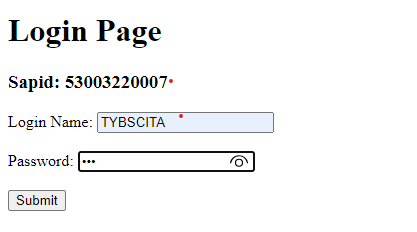 Login Page
Sapid: 53003220007
Login Name: TYBSCITA
Password: •••
Submit